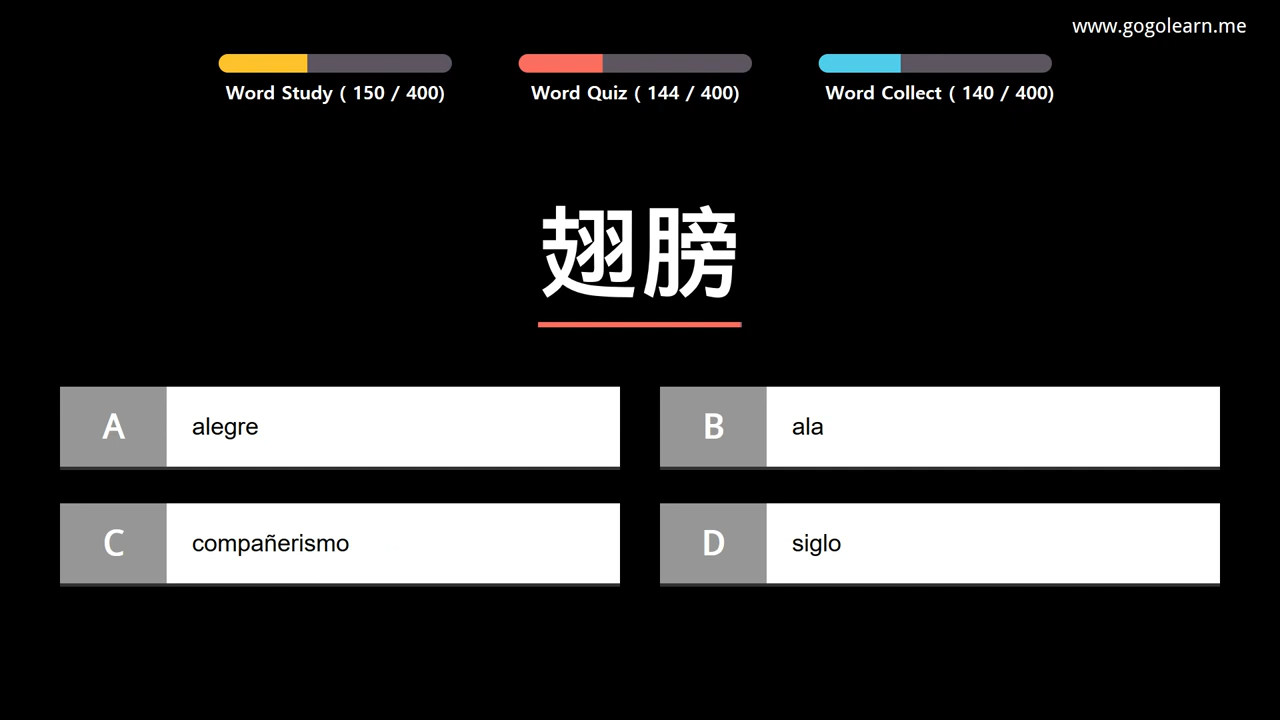 www.gogolearn.me
Word Study ( 150 / 400)
Word Quiz ( 144 / 400)
Word Collect ( 140 / 400)
翅膀
A alegre
B ala
C compañerismo
D siglo